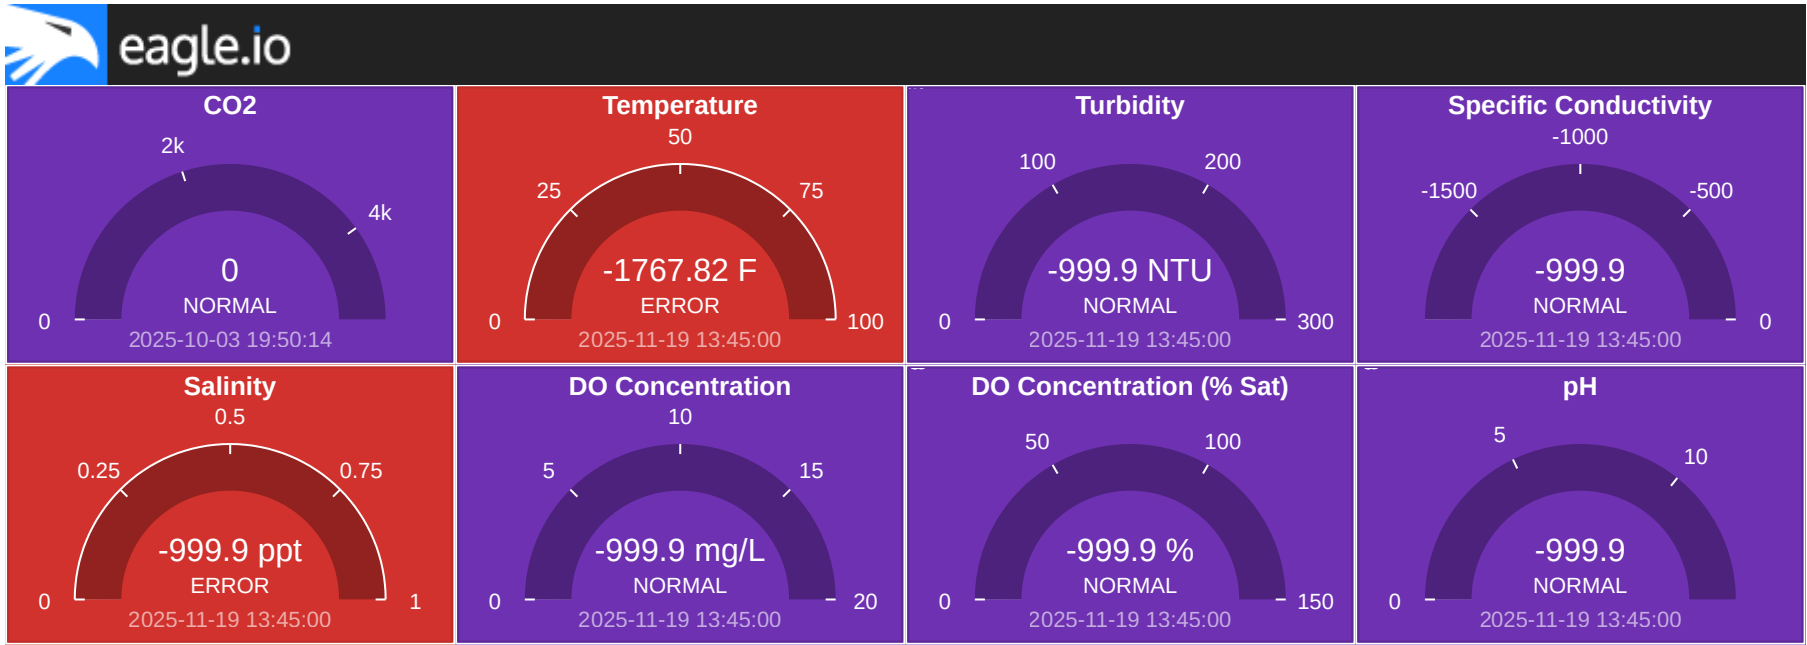 eagle.io
CO2
2k
4k
0
0
NORMAL
2025-10-03 19:50:14
Temperature
50
25
75
-1767.82 F
ERROR
0
100
2025-11-19 13:45:00
Turbidity
100
200
-999.9 NTU
NORMAL
0
300
2025-11-19 13:45:00
Specific Conductivity
-1000
-1500
-500
-999.9
NORMAL
0
2025-11-19 13:45:00
Salinity
0.5
0.25
0.75
-999.9 ppt
ERROR
0
1
2025-11-19 13:45:00
DO Concentration
10
5
15
-999.9 mg/L
NORMAL
0
20
2025-11-19 13:45:00
DO Concentration (% Sat)
50
100
-999.9 %
NORMAL
0
150
2025-11-19 13:45:00
pH
5
10
-999.9
NORMAL
0
2025-11-19 13:45:00